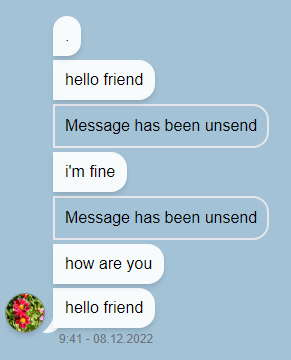 .
hello friend
Message has been unsend
i'm fine
Message has been unsend
how are you
hello friend
9:41 - 08.12.2022